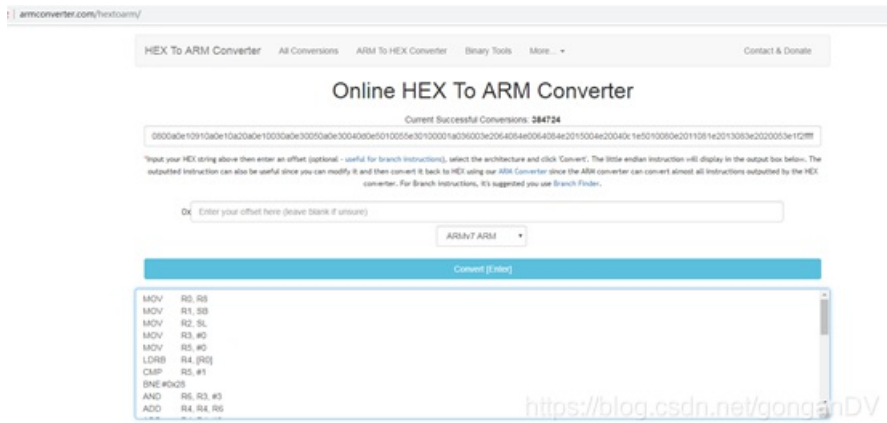 armconverter.com/hextoarm/
HEX To ARM Converter All Conversions ARM To HEX Converter Binary Tools More... Contact & Donate
Online HEX To ARM Converter
Current Successful Conversions: 384724
*Input your HEX string above then enter an offset (optional - useful for branch instructions), select the architecture and click 'Convert'. The little endian instruction will display in the output box below. The
outputted instruction can also be useful since you can modify it and then convert it back to HEX using our ARM Converter since the ARM converter can convert almost all instructions outputted by the HEX
converter. For Branch instructions, it's suggested you use Branch Finder.
0x Enter your offset here (leave blank if unsure)
ARMv7 ARM
Convert [Enter]
MOV R0, R8
MOV R1, SB
MOV R2, SL
MOV R3, #0
MOV R5, #0
LDRB R4, [R0]
CMP R5, #1
BNE #0x28
AND R6, R3, #3
ADD R4, R4, R6
https://blog.csdn.net/gonganDV